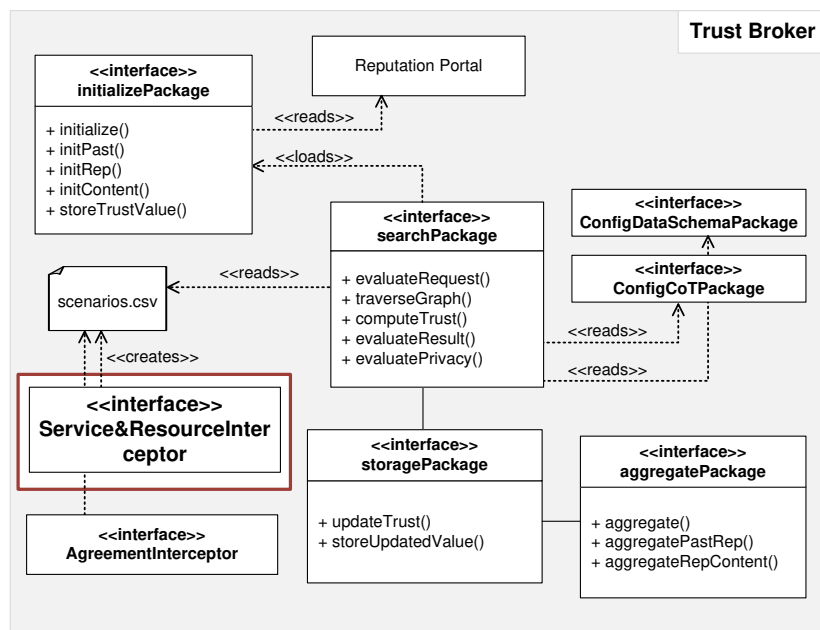 Trust Broker
<<interface>>
initializePackage
+ initialize()
+ initPast()
+ initRep()
+ initContent()
+ storeTrustValue()
Reputation Portal
<<reads>>
<<loads>>
<<interface>>
searchPackage
+ evaluateRequest()
+ traverseGraph()
+ computeTrust()
+ evaluateResult()
+ evaluatePrivacy()
<<interface>>
ConfigDataSchemaPackage
<<interface>>
ConfigCoTPackage
<<reads>>
<<reads>>
<<reads>>
scenarios.csv
<<creates>>
<<interface>>
Service&ResourceInter
ceptor
<<interface>>
AgreementInterceptor
<<interface>>
storagePackage
+ updateTrust()
+ storeUpdatedValue()
<<interface>>
aggregatePackage
+ aggregate()
+ aggregatePastRep()
+ aggregateRepContent()